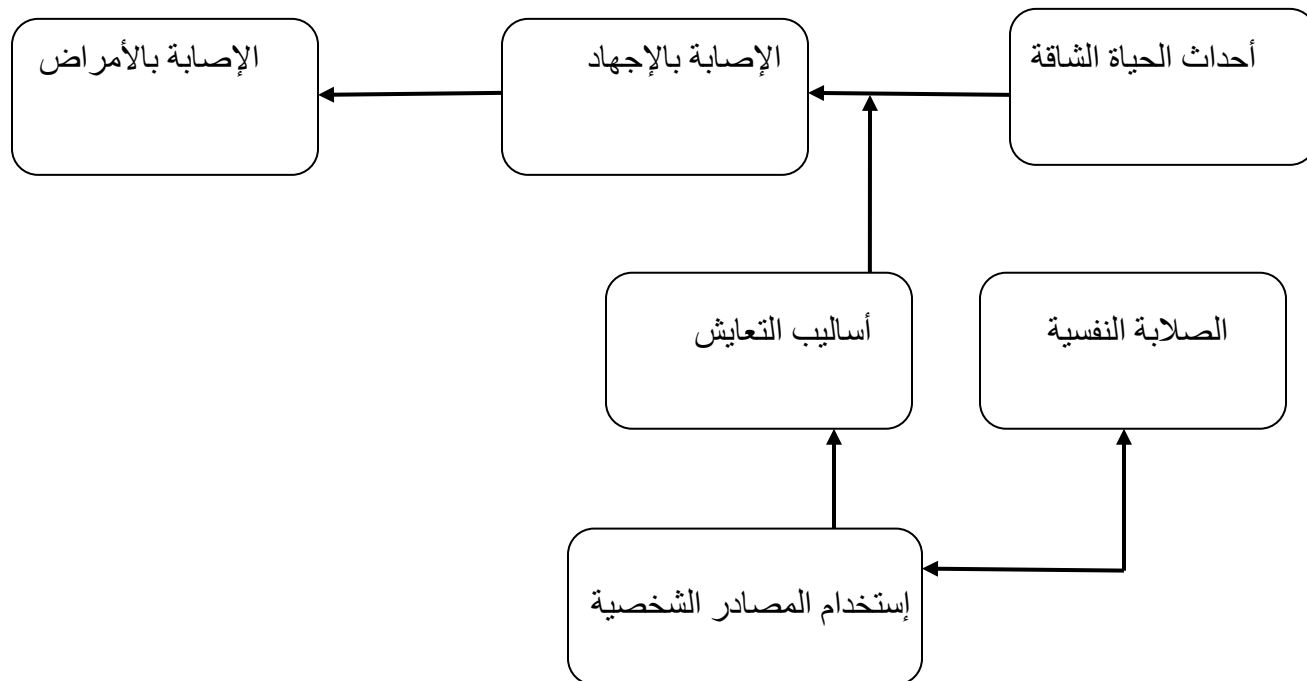 أحداث الحياة الشاقة
الإصابة بالإجهاد
الإصابة بالأمراض
الصلابة النفسية
أساليب التعايش
إستخدام المصادر الشخصية